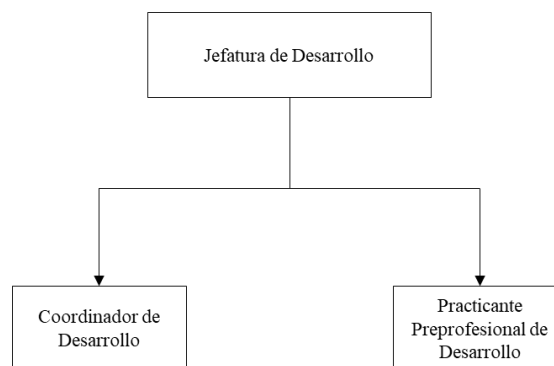 Jefatura de Desarrollo
Coordinador de
Desarrollo
Practicante
Preprofesional de
Desarrollo